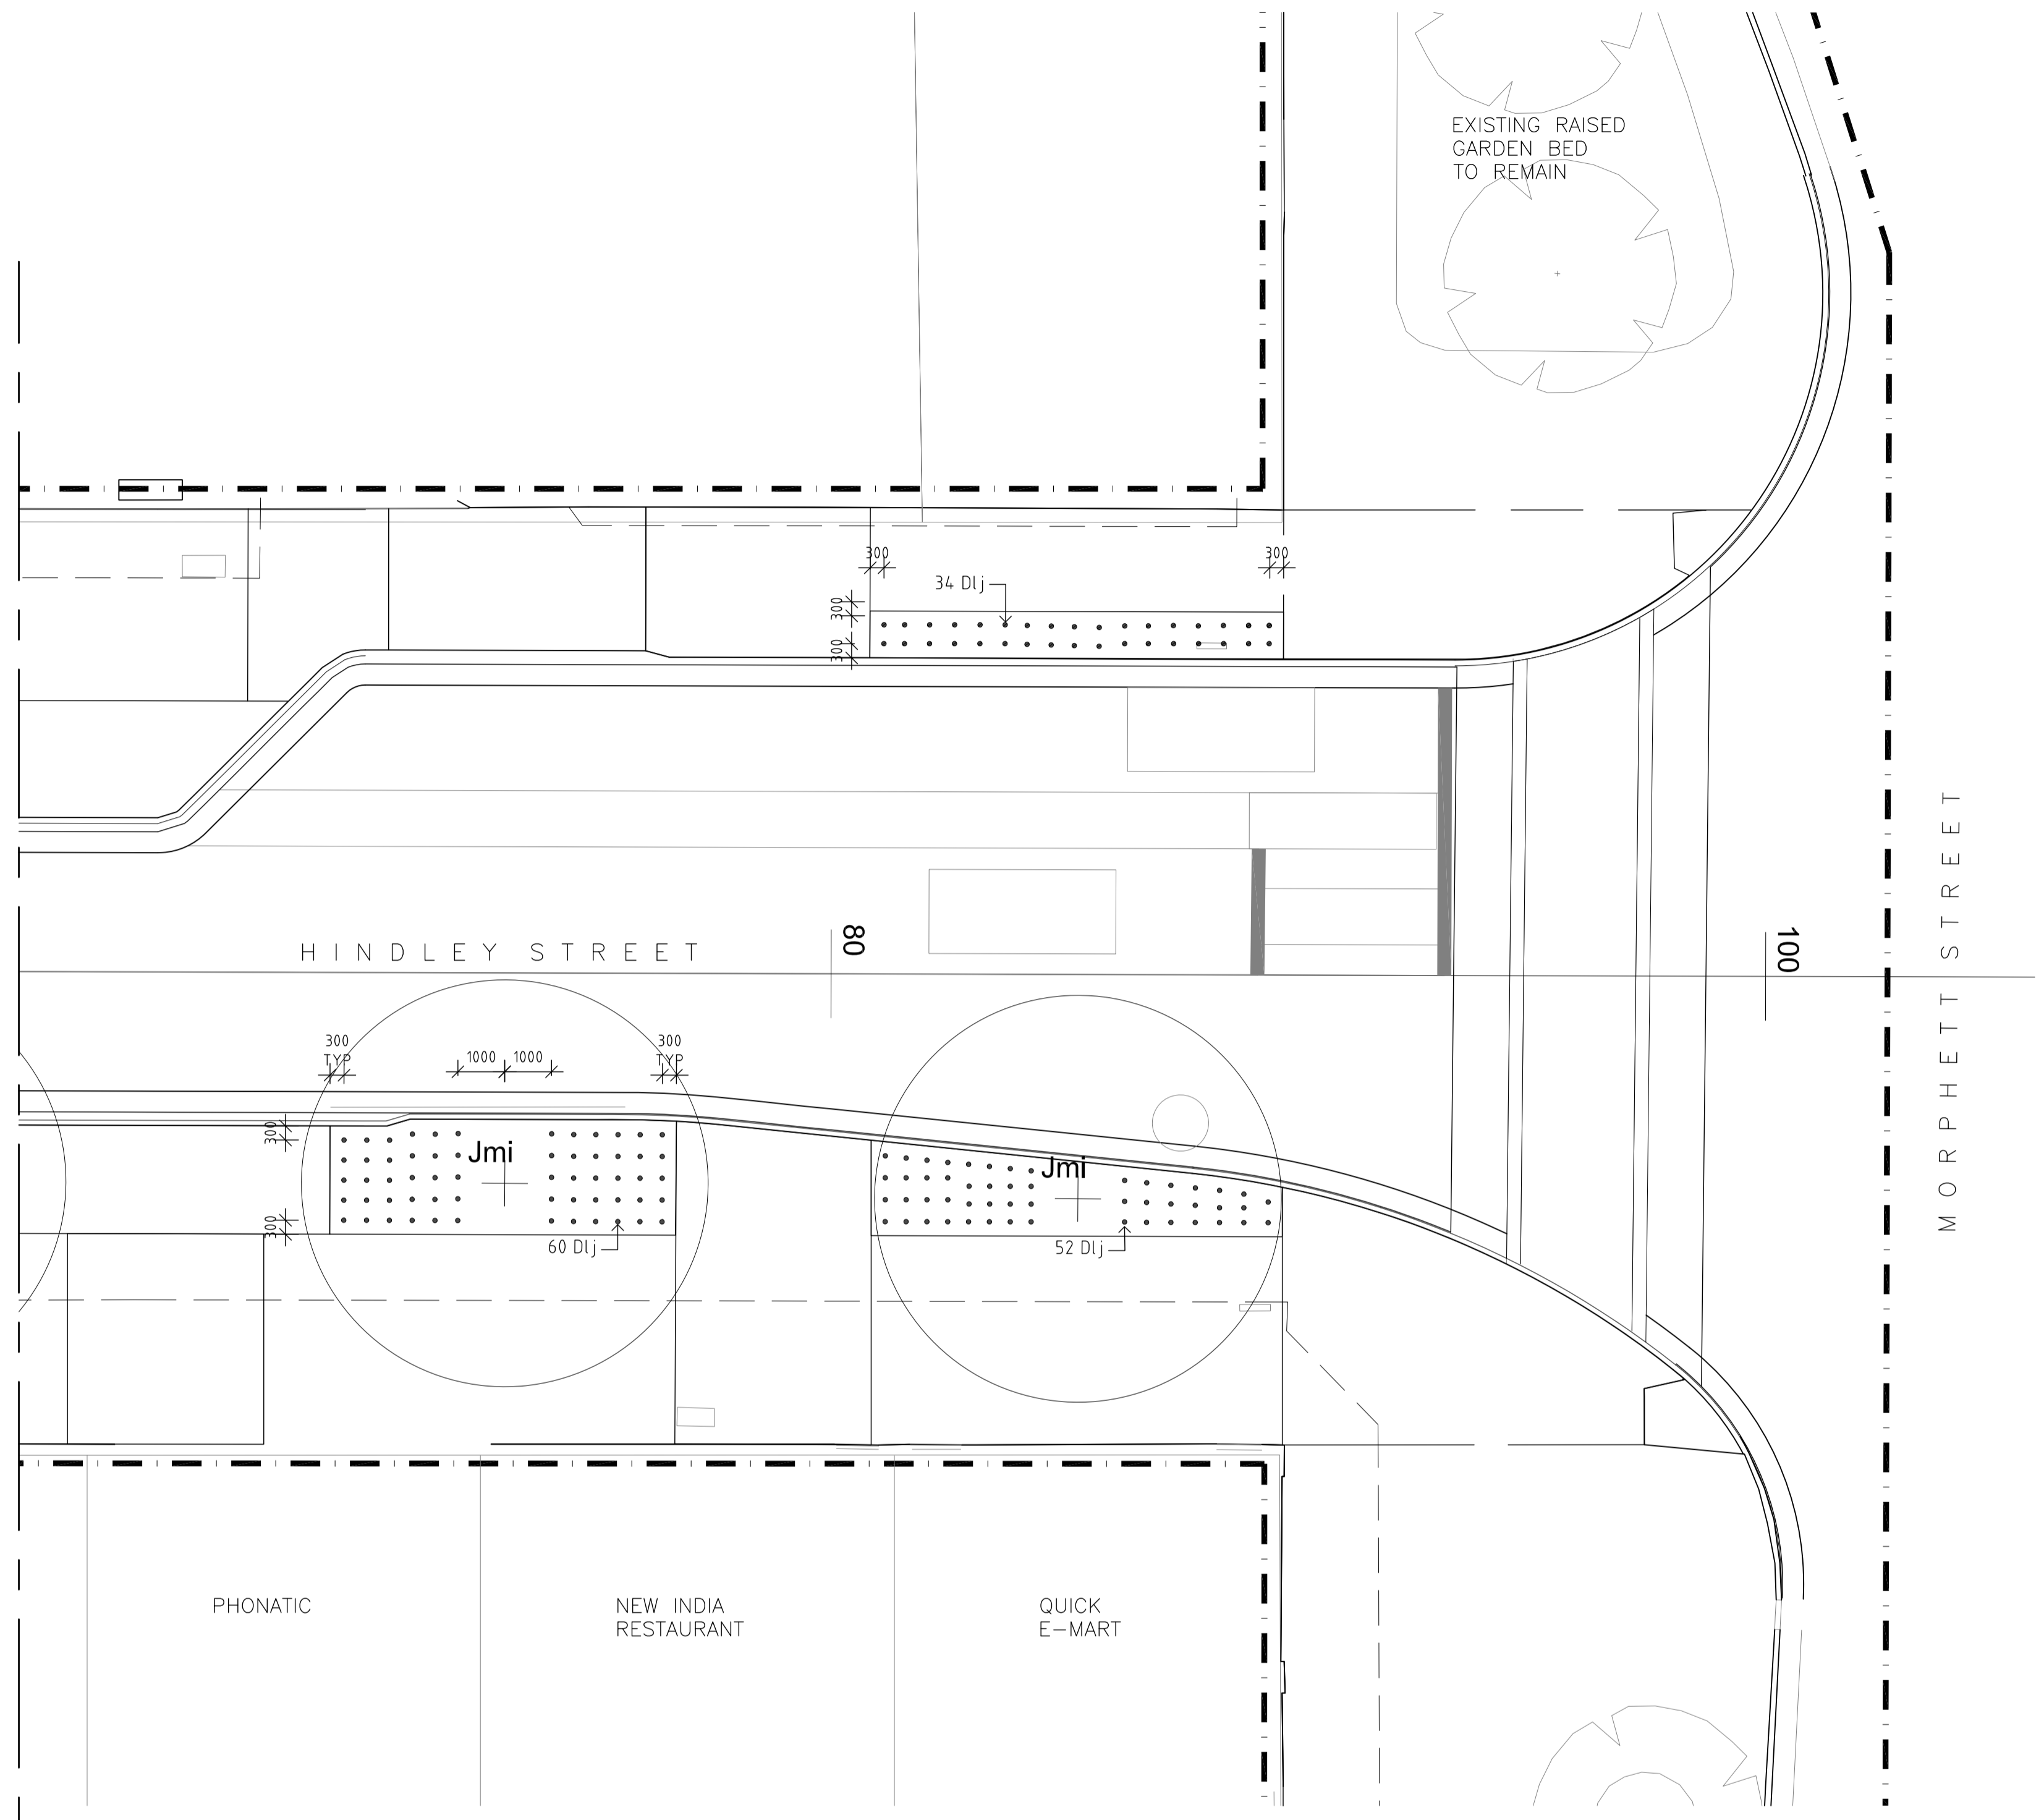 EXISTING RAISED
GARDEN BED
TO REMAIN
300
300
34 Dlj
300
300
HINDLEY STREET
80
100
MORPHETT STREET
300
TYP
1000
1000
300
TYP
300
Jmi
Jmi
300
60 Dlj
52 Dlj
PHONATIC
NEW INDIA
RESTAURANT
QUICK
E-MART